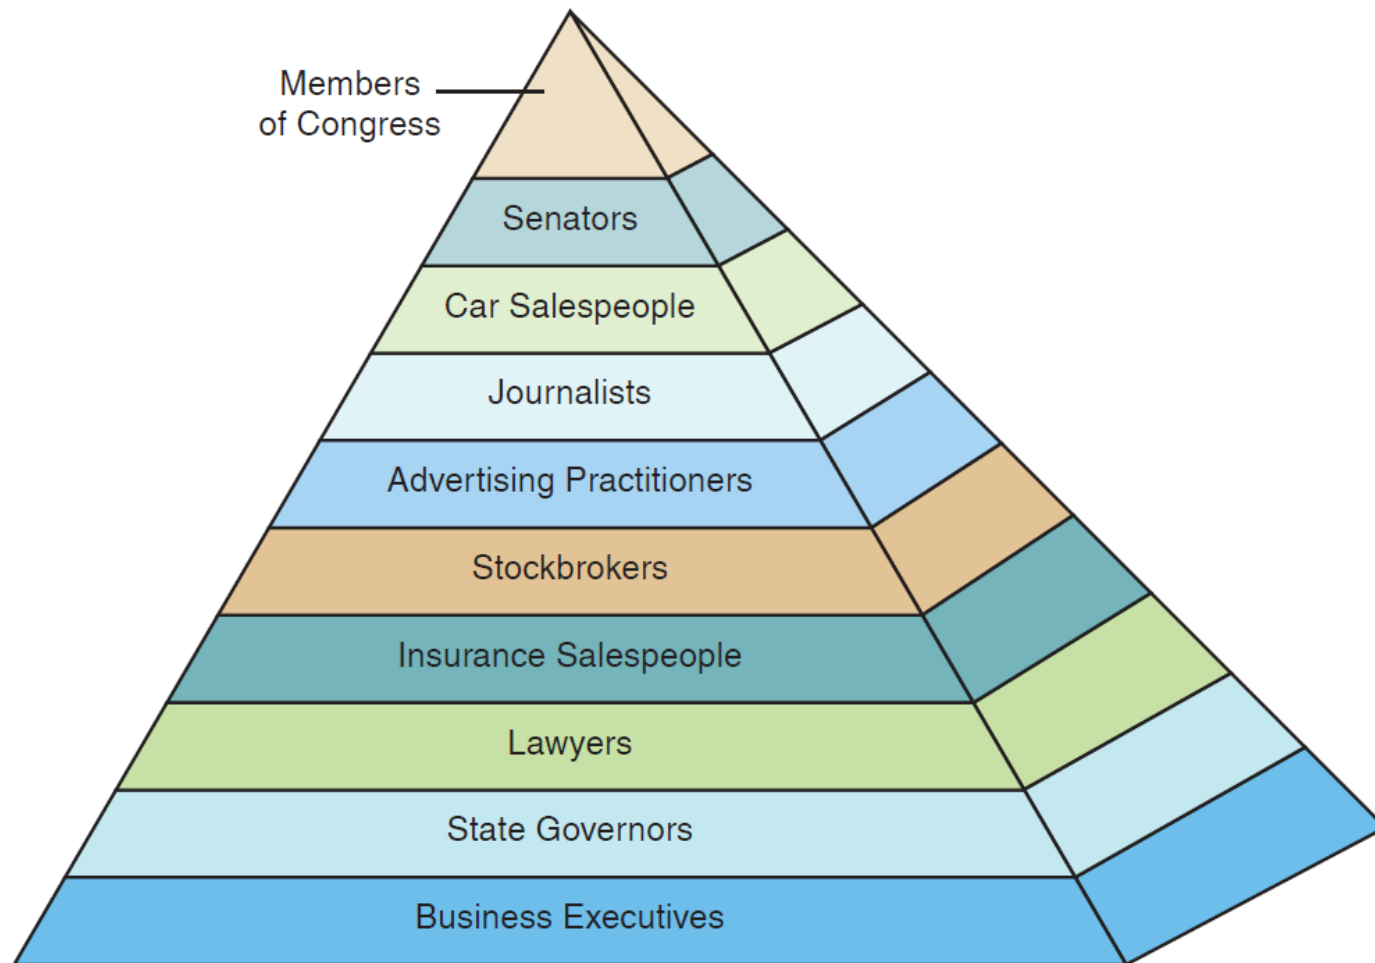 Members
of Congress
Senators
Car Salespeople
Journalists
Advertising Practitioners
Stockbrokers
Insurance Salespeople
Lawyers
State Governors
Business Executives